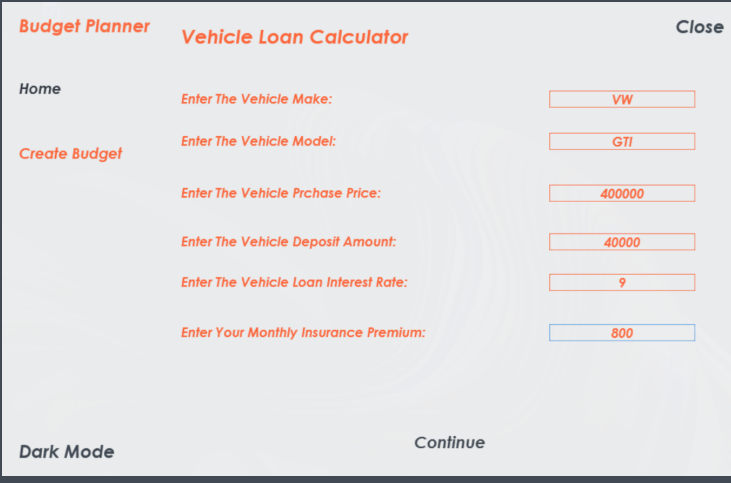 Budget Planner
Vehicle Loan Calculator
Close
Home
Create Budget
Enter The Vehicle Make: VW
Enter The Vehicle Model: GTI
Enter The Vehicle Prchase Price: 400000
Enter The Vehicle Deposit Amount: 40000
Enter The Vehicle Loan Interest Rate: 9
Enter Your Monthly Insurance Premium: 800
Continue
Dark Mode